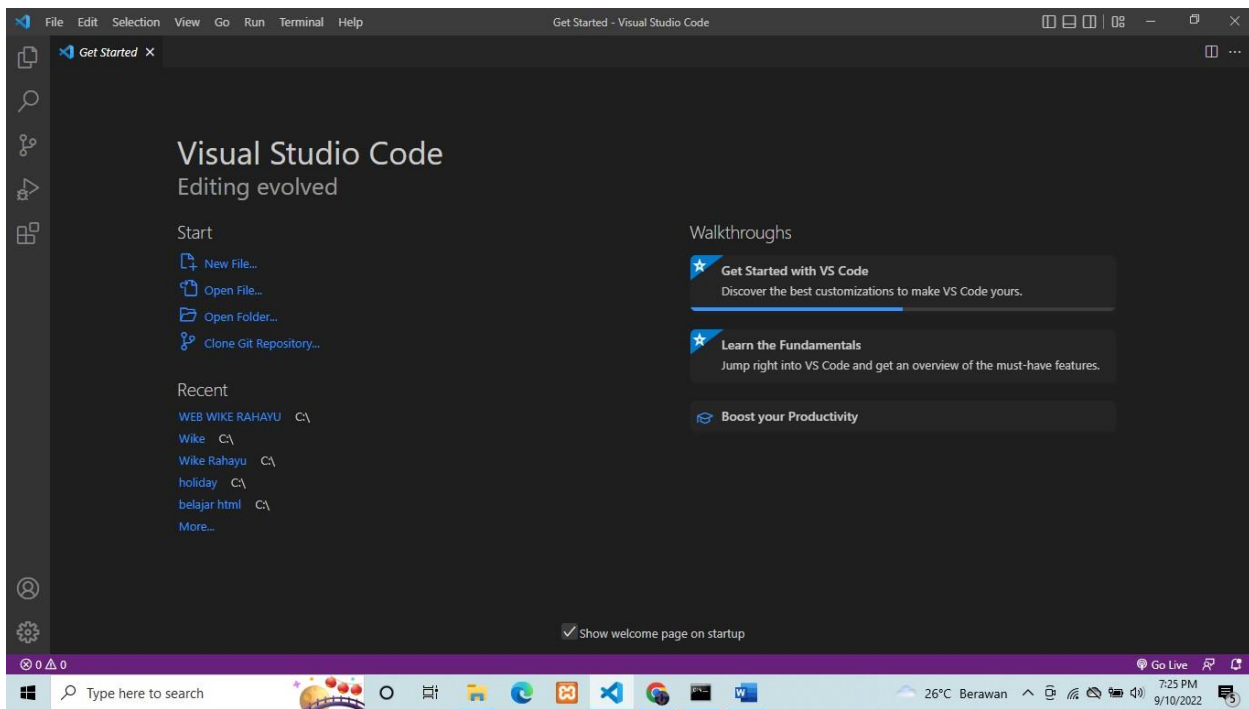 File Edit Selection View Go Run Terminal Help Get Started - Visual Studio Code
Get Started
Visual Studio Code
Editing evolved
Start
New File...
Open File...
Open Folder...
Clone Git Repository...
Recent
WEB WIKE RAHAYU C:\
Wike C:\
Wike Rahayu C:\
holiday C:\
belajar html C:\
More...
Walkthroughs
Get Started with VS Code
Discover the best customizations to make VS Code yours.
Learn the Fundamentals
Jump right into VS Code and get an overview of the must-have features.
Boost your Productivity
Show welcome page on startup
0 0 Go Live
Type here to search 26°C Berawan 7:25 PM
9/10/2022 5